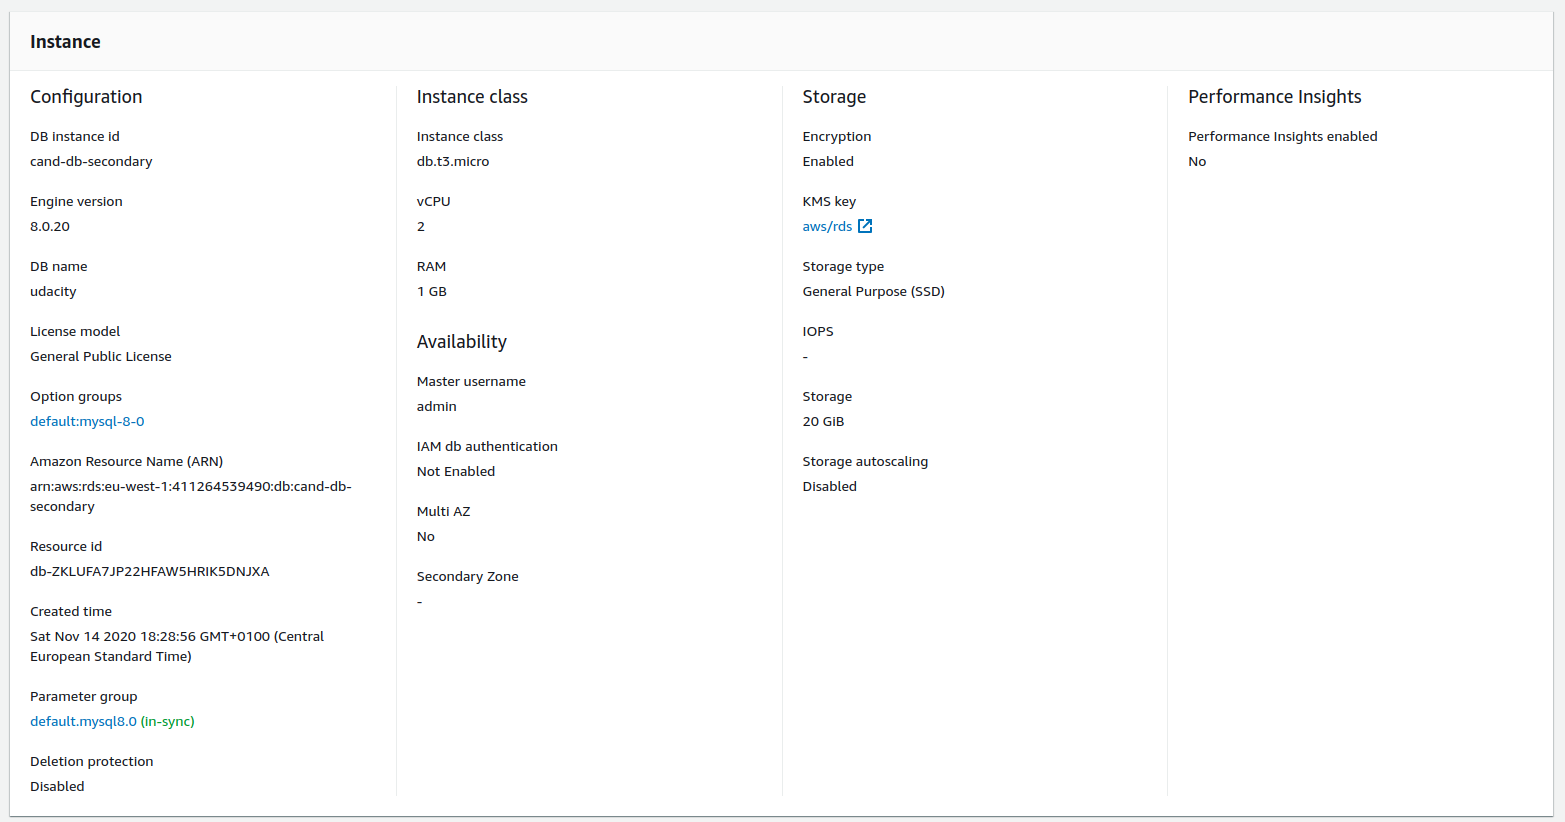 Instance
Configuration
DB instance id
cand-db-secondary
Engine version
8.0.20
DB name
udacity
License model
General Public License
Option groups
default:mysql-8-0
Amazon Resource Name (ARN)
arn:aws:rds:eu-west-1:411264539490:db:cand-db-
secondary
Resource id
db-ZKLUFA7JP22HFAW5HRIK5DNJXA
Created time
Sat Nov 14 2020 18:28:56 GMT+0100 (Central
European Standard Time)
Parameter group
default.mysql8.0 (in-sync)
Deletion protection
Disabled
Instance class
Instance class
db.t3.micro
vCPU
2
RAM
1 GB
Availability
Master username
admin
IAM db authentication
Not Enabled
Multi AZ
No
Secondary Zone
-
Storage
Encryption
Enabled
KMS key
aws/rds
Storage type
General Purpose (SSD)
IOPS
-
Storage
20 GiB
Storage autoscaling
Disabled
Performance Insights
Performance Insights enabled
No